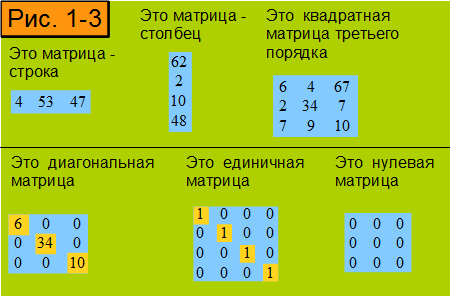 Рис. 1-3
Это матрица -
строка
4 53 47
Это матрица -
столбец
62
2
10
48
Это квадратная
матрица третьего
порядка
6 4 67
2 34 7
7 9 10
Это диагональная
матрица
6 0 0
0 34 0
0 0 10
Это единичная
матрица
1 0 0 0
0 1 0 0
0 0 1 0
0 0 0 1
Это нулевая
матрица
0 0 0
0 0 0
0 0 0